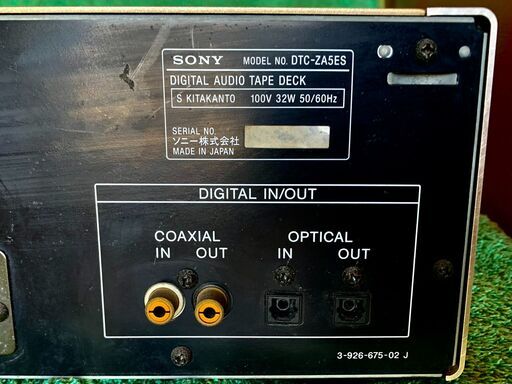 SONY MODEL NO. DTC-ZA5ES
DIGITAL AUDIO TAPE DECK
S KITAKANTO 100V 32W 50/60Hz
SERIAL NO.
ソニー株式会社
MADE IN JAPAN
DIGITAL IN/OUT
COAXIAL OPTICAL
IN OUT IN OUT
3-926-675-02 J